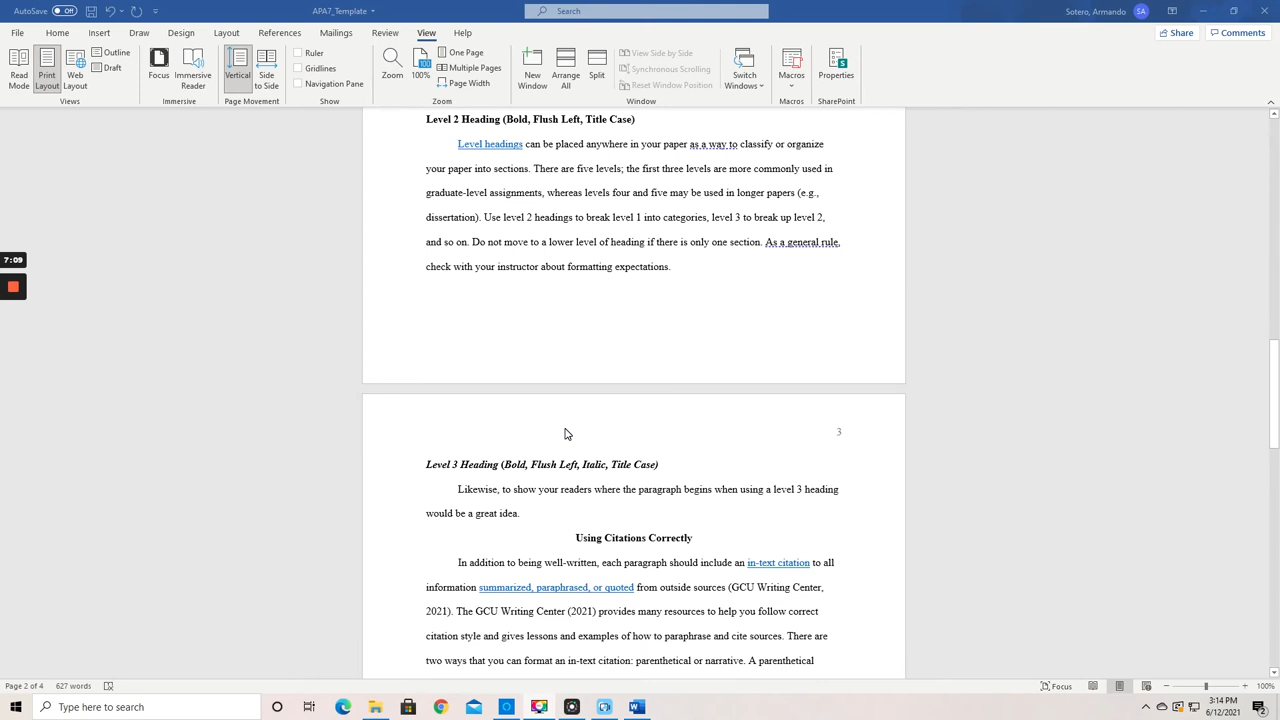 AutoSave Off
APA7_Template
Search
Sotero, Armando SA
File Home Insert Draw Design Layout References Mailings Review View Help
Share Comments
Read Mode
Print Layout
Web Layout
Outline
Draft
Views
Focus
Immersive Reader
Immersive
Vertical
Side to Side
Page Movement
Ruler
Gridlines
Navigation Pane
Show
Zoom
100
100%
One Page
Multiple Pages
Page Width
Zoom
New Window
Arrange All
Split
View Side by Side
Synchronous Scrolling
Reset Window Position
Window
Switch Windows
Macros
Macros
Properties
SharePoint
7:09
Level 2 Heading (Bold, Flush Left, Title Case)
Level headings can be placed anywhere in your paper as a way to classify or organize
your paper into sections. There are five levels; the first three levels are more commonly used in
graduate-level assignments, whereas levels four and five may be used in longer papers (e.g.,
dissertation). Use level 2 headings to break level 1 into categories, level 3 to break up level 2,
and so on. Do not move to a lower level of heading if there is only one section. As a general rule,
check with your instructor about formatting expectations.
3
Level 3 Heading (Bold, Flush Left, Italic, Title Case)
Likewise, to show your readers where the paragraph begins when using a level 3 heading
would be a great idea.
Using Citations Correctly
In addition to being well-written, each paragraph should include an in-text citation to all
information summarized, paraphrased, or quoted from outside sources (GCU Writing Center,
2021). The GCU Writing Center (2021) provides many resources to help you follow correct
citation style and gives lessons and examples of how to paraphrase and cite sources. There are
two ways that you can format an in-text citation: parenthetical or narrative. A parenthetical
Page 2 of 4 627 words
Focus
100%
Type here to search
3:14 PM
6/12/2021
2